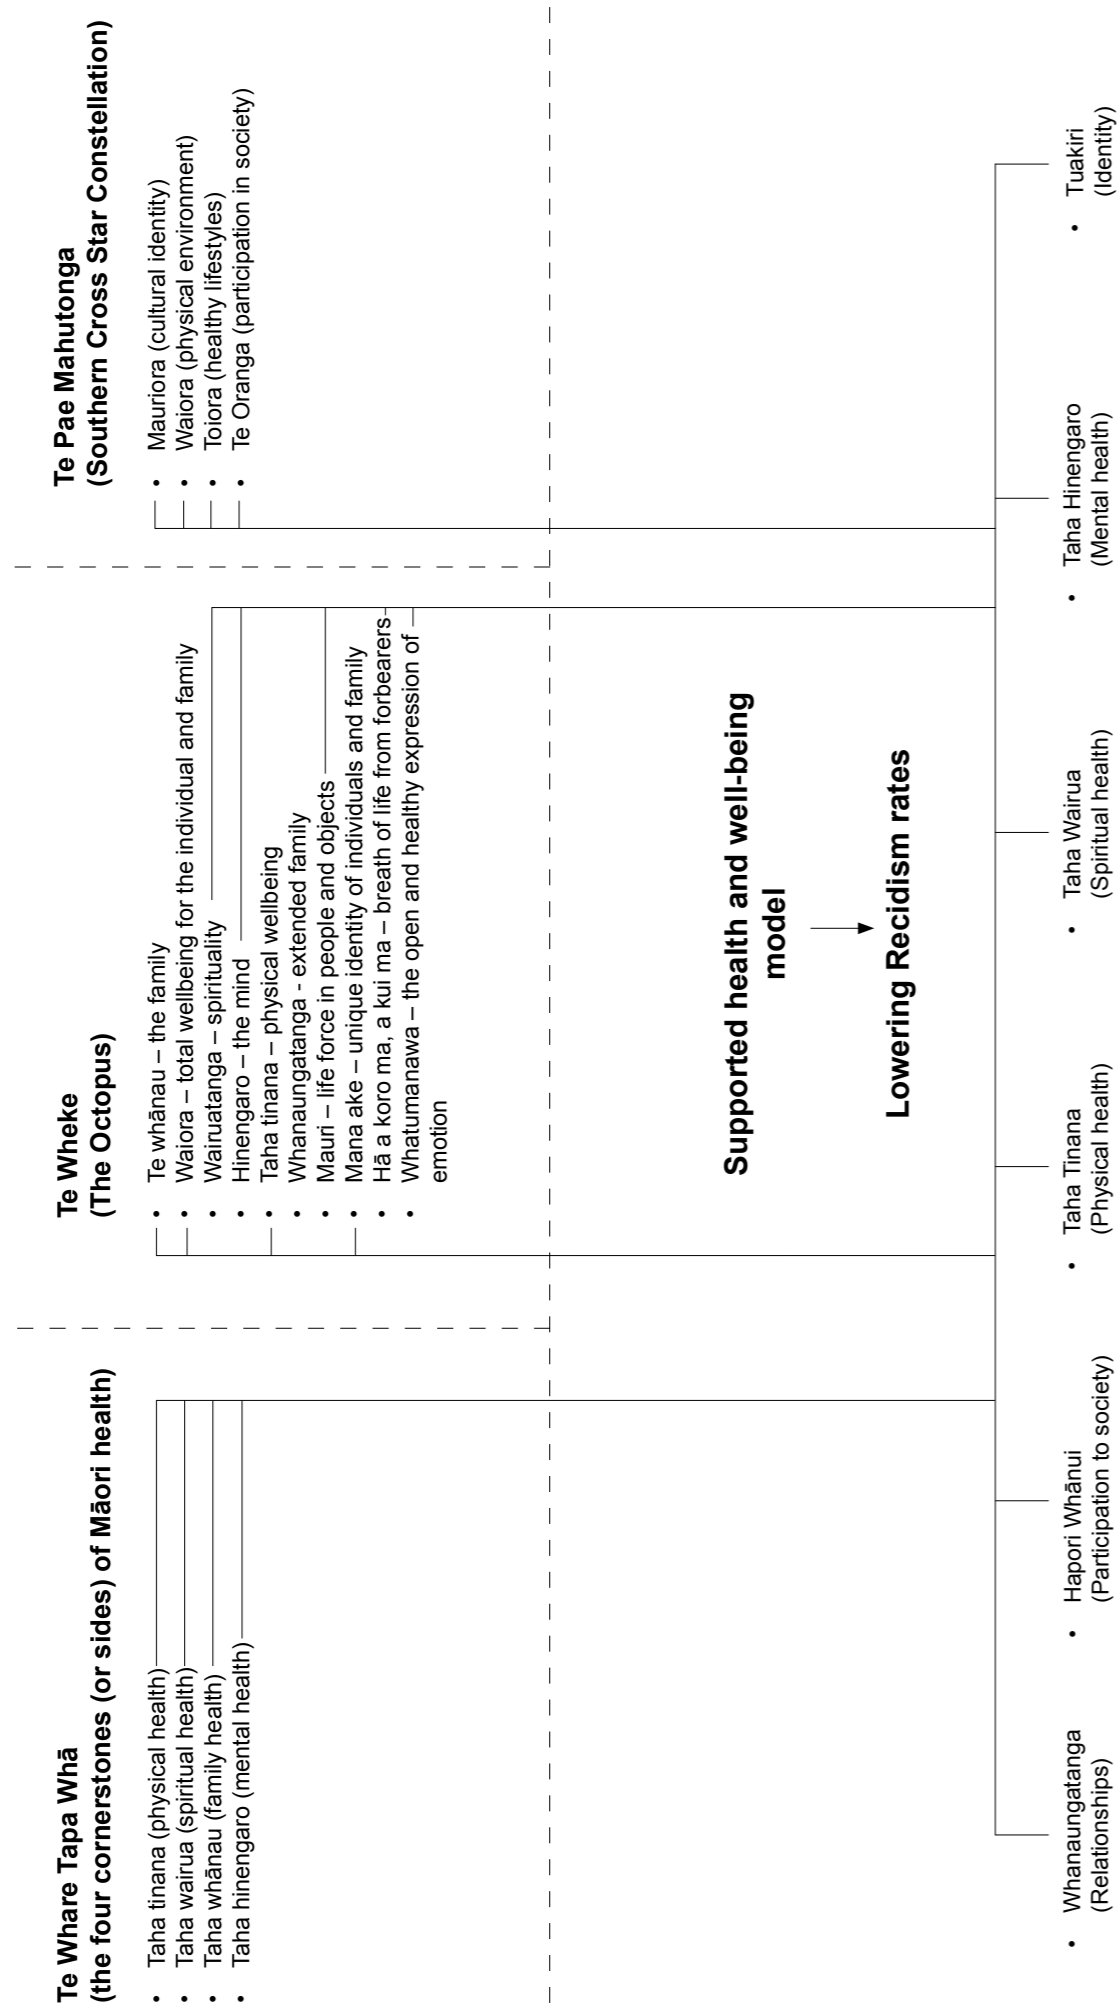 Te Whare Tapa Whā
(the four cornerstones (or sides) of Māori health)
• Taha tinana (physical health)
• Taha wairua (spiritual health)
• Taha whānau (family health)
• Taha hinengaro (mental health)
Te Wheke
(The Octopus)
• Te whānau – the family
• Waiora – total wellbeing for the individual and family
• Wairuatanga – spirituality
• Hinengaro – the mind
• Taha tinana – physical wellbeing
• Whanaungatanga - extended family
• Mauri – life force in people and objects
• Mana ake – unique identity of individuals and family
• Hā a koro ma, a kui ma – breath of life from forbearers
• Whatumanawa – the open and healthy expression of
emotion
Te Pae Mahutonga
(Southern Cross Star Constellation)
• Mauriora (cultural identity)
• Waiora (physical environment)
• Toiora (healthy lifestyles)
• Te Oranga (participation in society)
Supported health and well-being
model
Lowering Recidism rates
• Whanaungatanga
(Relationships)
• Hapori Whānui
(Participation to society)
• Taha Tinana
(Physical health)
• Taha Wairua
(Spiritual health)
• Taha Hinengaro
(Mental health)
• Tuakiri
(Identity)